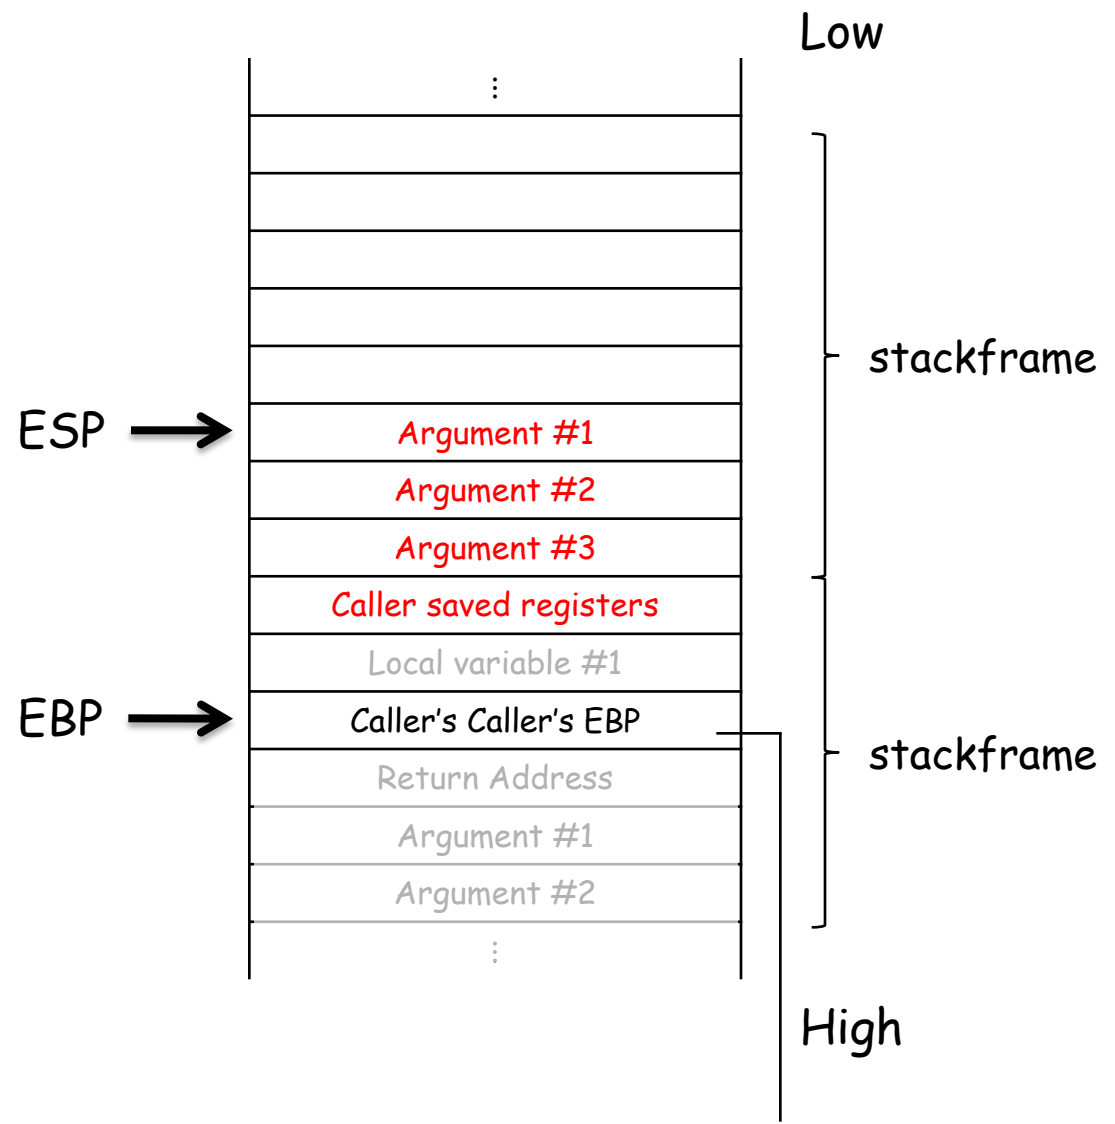 Low
⋮
stackframe
ESP
Argument #1
Argument #2
Argument #3
Caller saved registers
Local variable #1
EBP
Caller's Caller's EBP
stackframe
Return Address
Argument #1
Argument #2
⋮
High